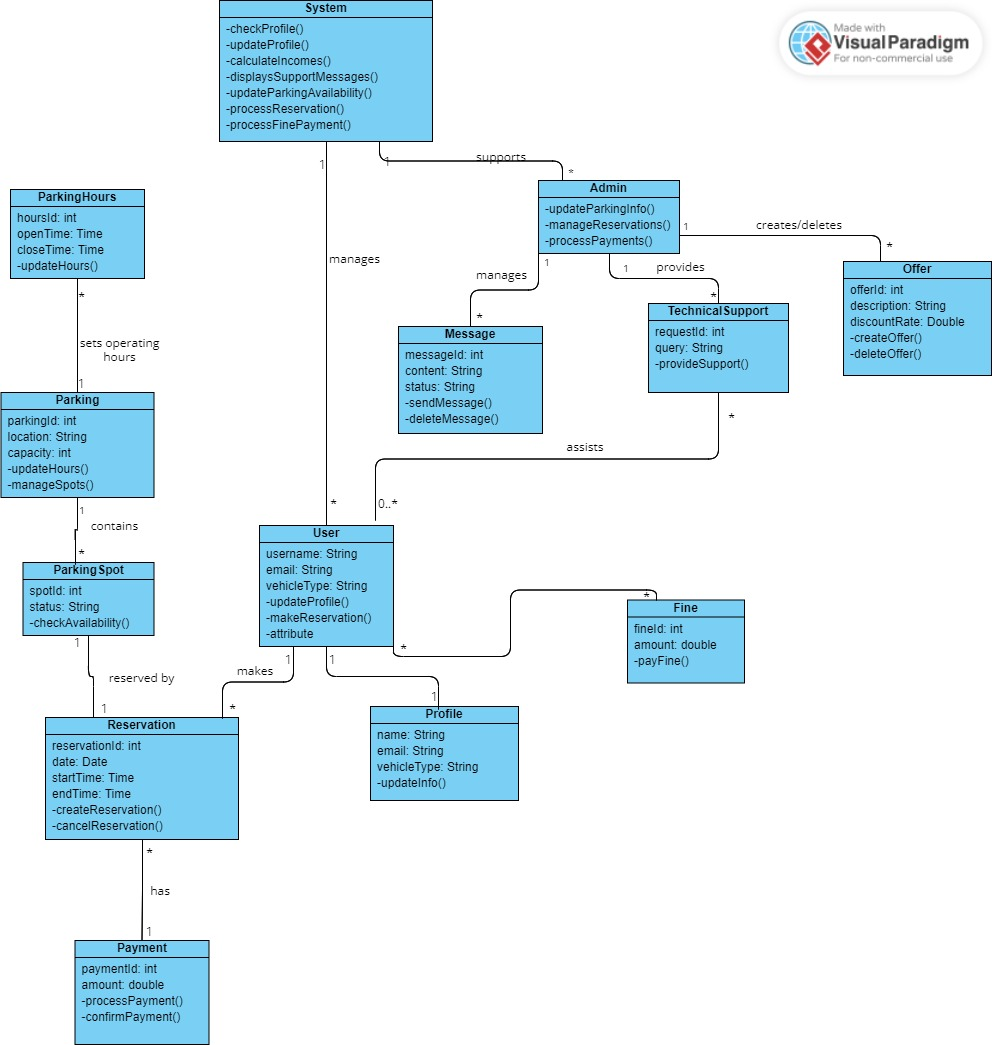 System
-checkProfile()
-updateProfile()
-calculateIncomes()
-displaysSupportMessages()
-updateParkingAvailability()
-processReservation()
-processFinePayment()
Made with
VisualParadigm
For non-commercial use
1
1
supports
*
ParkingHours
hoursId: int
openTime: Time
closeTime: Time
-updateHours()
Admin
-updateParkingInfo()
-manageReservations()
-processPayments()
1
creates/deletes
*
manages
manages
1
1
provides
*
*
Offer
offerId: int
description: String
discountRate: Double
-createOffer()
-deleteOffer()
*
sets operating
hours
1
Message
messageId: int
content: String
status: String
-sendMessage()
-deleteMessage()
TechnicalSupport
requestId: int
query: String
-provideSupport()
Parking
parkingId: int
location: String
capacity: int
-updateHours()
-manageSpots()
*
assists
0..*
*
1
contains
*
User
username: String
email: String
vehicleType: String
-updateProfile()
-makeReservation()
-attribute
ParkingSpot
spotId: int
status: String
-checkAvailability()
*
Fine
fineId: int
amount: double
-payFine()
*
1
reserved by
1
1
makes
*
1
1
Profile
name: String
email: String
vehicleType: String
-updateInfo()
Reservation
reservationId: int
date: Date
startTime: Time
endTime: Time
-createReservation()
-cancelReservation()
*
has
1
Payment
paymentId: int
amount: double
-processPayment()
-confirmPayment()